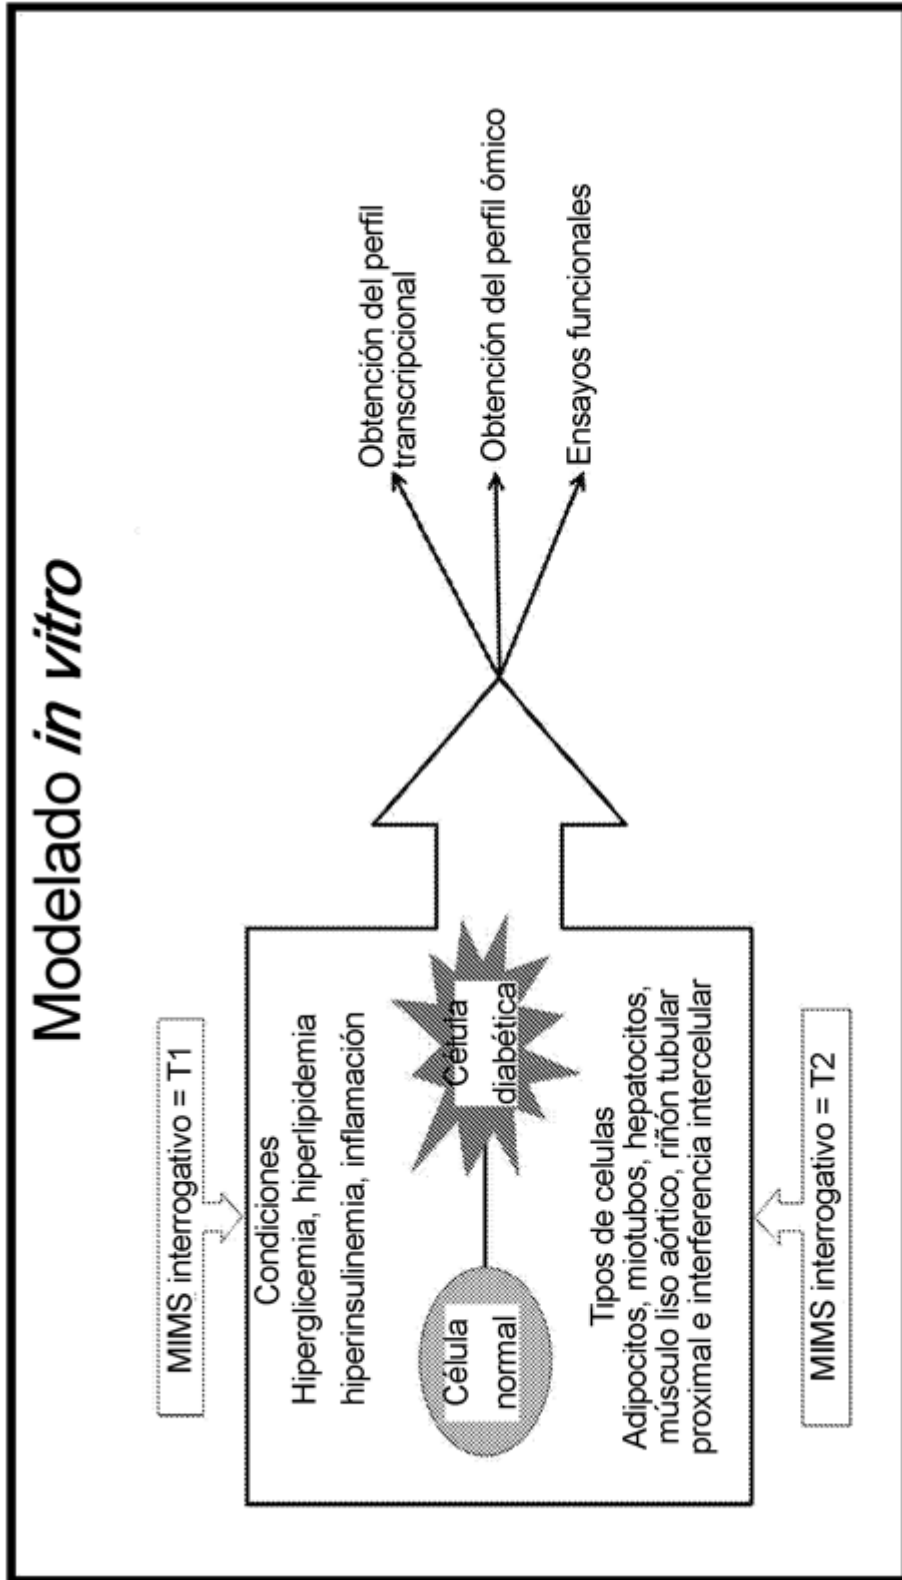 Modelado in vitro
MIMS interrogativo = T1
Condiciones
Hiperglicemia, hiperlipidemia
hiperinsulinemia, inflamación
Célula
normal
Célula
diabética
Tipos de celulas
Adipocitos, miotubos, hepatocitos,
músculo liso aórtico, riñón tubular
proximal e interferencia intercelular
MIMS interrogativo = T2
Obtención del perfil
transcripcional
Obtención del perfil ómico
Ensayos funcionales